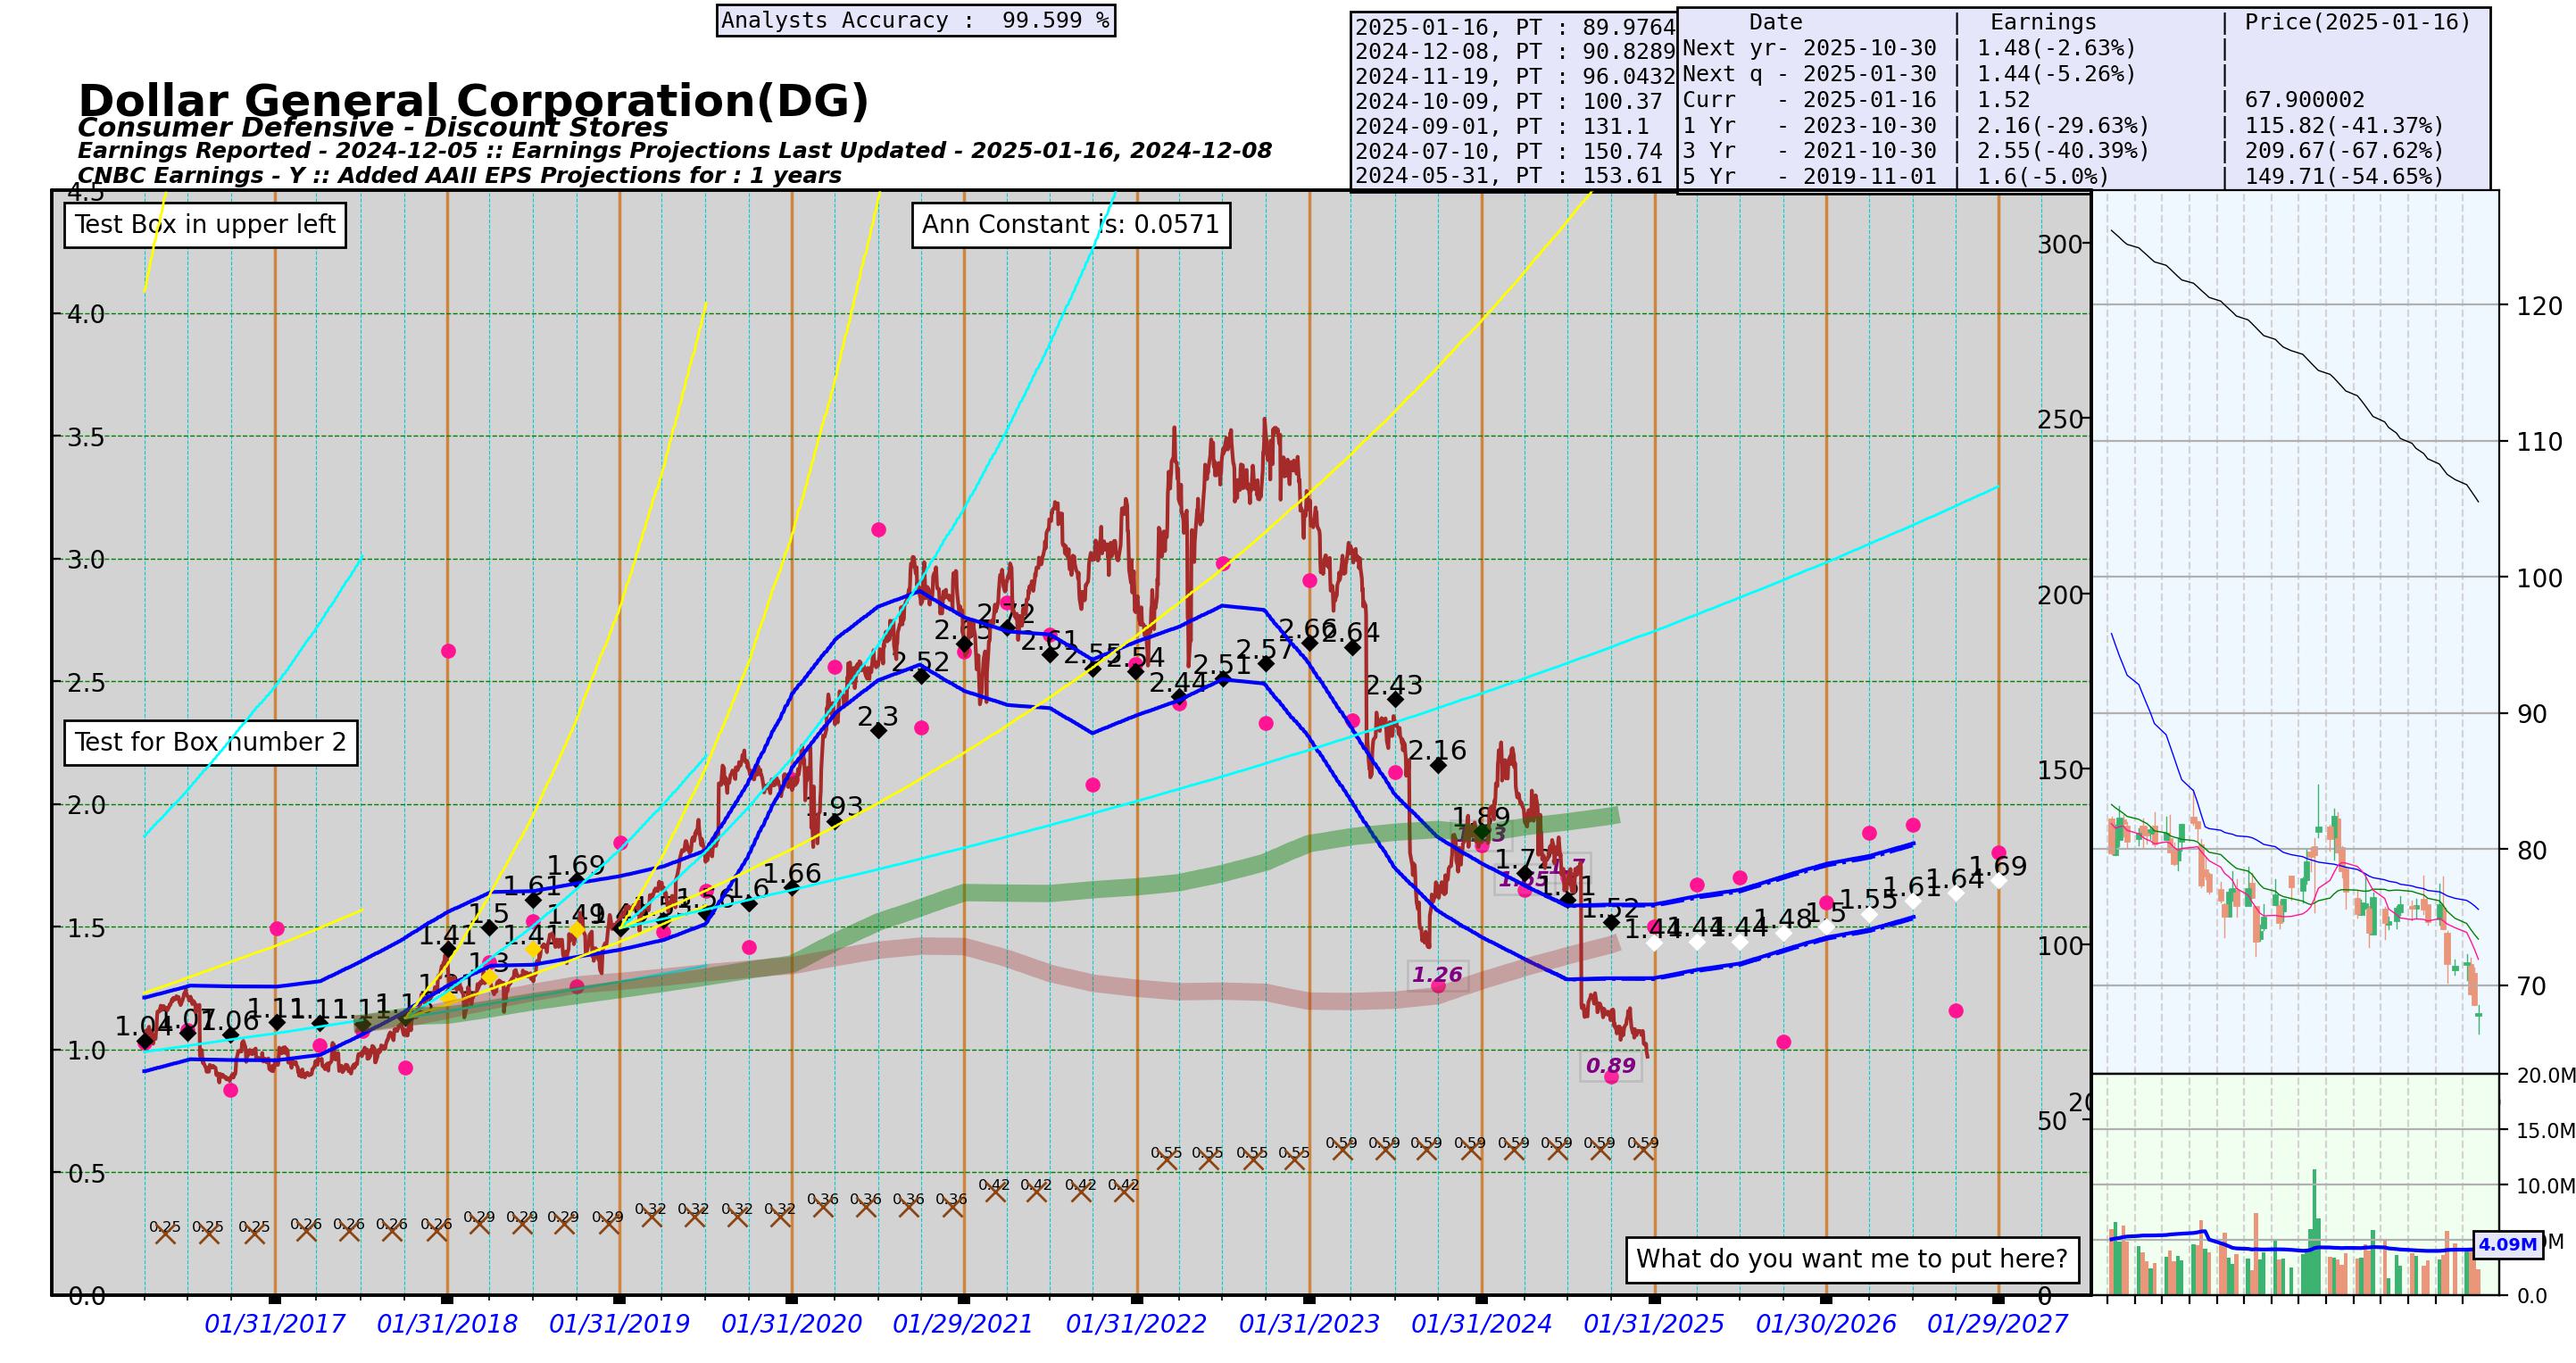 Analysts Accuracy :  99.599 %
2025-01-16, PT : 89.9764
2024-12-08, PT : 90.8289
2024-11-19, PT : 96.0432
2024-10-09, PT : 100.37
2024-09-01, PT : 131.1
2024-07-10, PT : 150.74
2024-05-31, PT : 153.61
Date | Earnings | Price(2025-01-16)
Next yr- 2025-10-30 | 1.48(-2.63%) |
Next q - 2025-01-30 | 1.44(-5.26%) |
Curr - 2025-01-16 | 1.52 | 67.900002
1 Yr - 2023-10-30 | 2.16(-29.63%) | 115.82(-41.37%)
3 Yr - 2021-10-30 | 2.55(-40.39%) | 209.67(-67.62%)
5 Yr - 2019-11-01 | 1.6(-5.0%) | 149.71(-54.65%)
Dollar General Corporation(DG)
Consumer Defensive - Discount Stores
Earnings Reported - 2024-12-05 :: Earnings Projections Last Updated - 2025-01-16, 2024-12-08
CNBC Earnings - Y :: Added AAII EPS Projections for : 1 years
4.5
Test Box in upper left
Ann Constant is: 0.0571
300
4.0
120
3.5
250
110
3.0
200
100
2.72
2.61
2.54
2.52
2.44
2.51
2.57
2.66
2.64
2.5
2.43
90
2.3
Test for Box number 2
2.16
150
2.0
1.93
1.89
80
1.72
1.65
1.61
1.52
1.69
1.61
1.5
1.49
1.41
1.41
1.3
1.6
1.66
1.5
1.44
1.44
1.44
1.48
1.5
1.55
1.61
1.64
1.69
100
1.04
1.07
1.06
1.11
1.11
1.26
70
1.0
0.89
20.0M
50
15.0M
0.5
10.0M
0.55 0.55 0.55 0.55
0.59 0.59 0.59 0.59 0.59 0.59 0.59 0.59
0.42 0.42 0.42 0.42
0.36 0.36 0.36 0.36
0.32 0.32 0.32 0.32
0.29 0.29 0.29 0.29
0.26 0.26 0.26 0.26
0.25 0.25 0.25
4.09M
What do you want me to put here?
0.0
0
0.0
01/31/2017 01/31/2018 01/31/2019 01/31/2020 01/29/2021 01/31/2022 01/31/2023 01/31/2024 01/31/2025 01/30/2026 01/29/2027